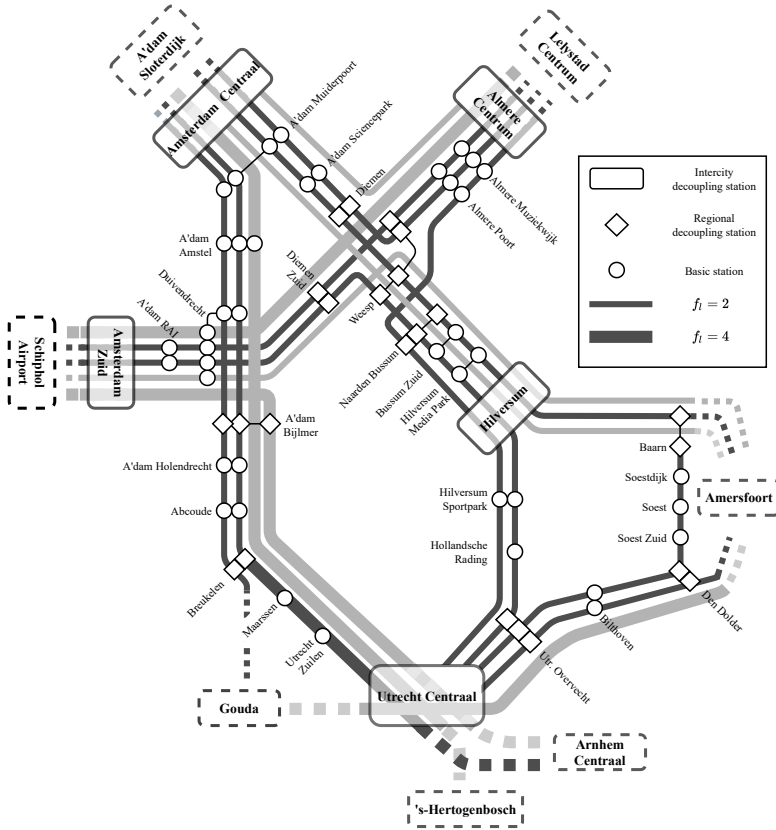 A'dam
Sloterdijk
Lelystad
Centrum
Amsterdam Centraal
A'dam Muiderpoort
A'dam Sciencepark
Diemen
Almere
Centrum
Almere Muziekwijk
Almere Poort
Intercity
decoupling station
Regional
decoupling station
Basic station
f_l = 2
f_l = 4
A'dam
Amstel
Duivendrecht
Diemen
Zuid
A'dam RAI
Weesp
Schiphol
Airport
Amsterdam
Zuid
Naarden Bussum
Bussum Zuid
Hilversum
Media Park
Hilversum
A'dam
Bijlmer
Baarn
A'dam Holendrecht
Soestdijk
Abcoude
Hilversum
Sportpark
Soest
Amersfoort
Soest Zuid
Hollandsche
Rading
Breukelen
Maarssen
Utrecht
Zuilen
Bilthoven
Den Dolder
Utr. Overvecht
Utrecht Centraal
Gouda
Arnhem
Centraal
's-Hertogenbosch